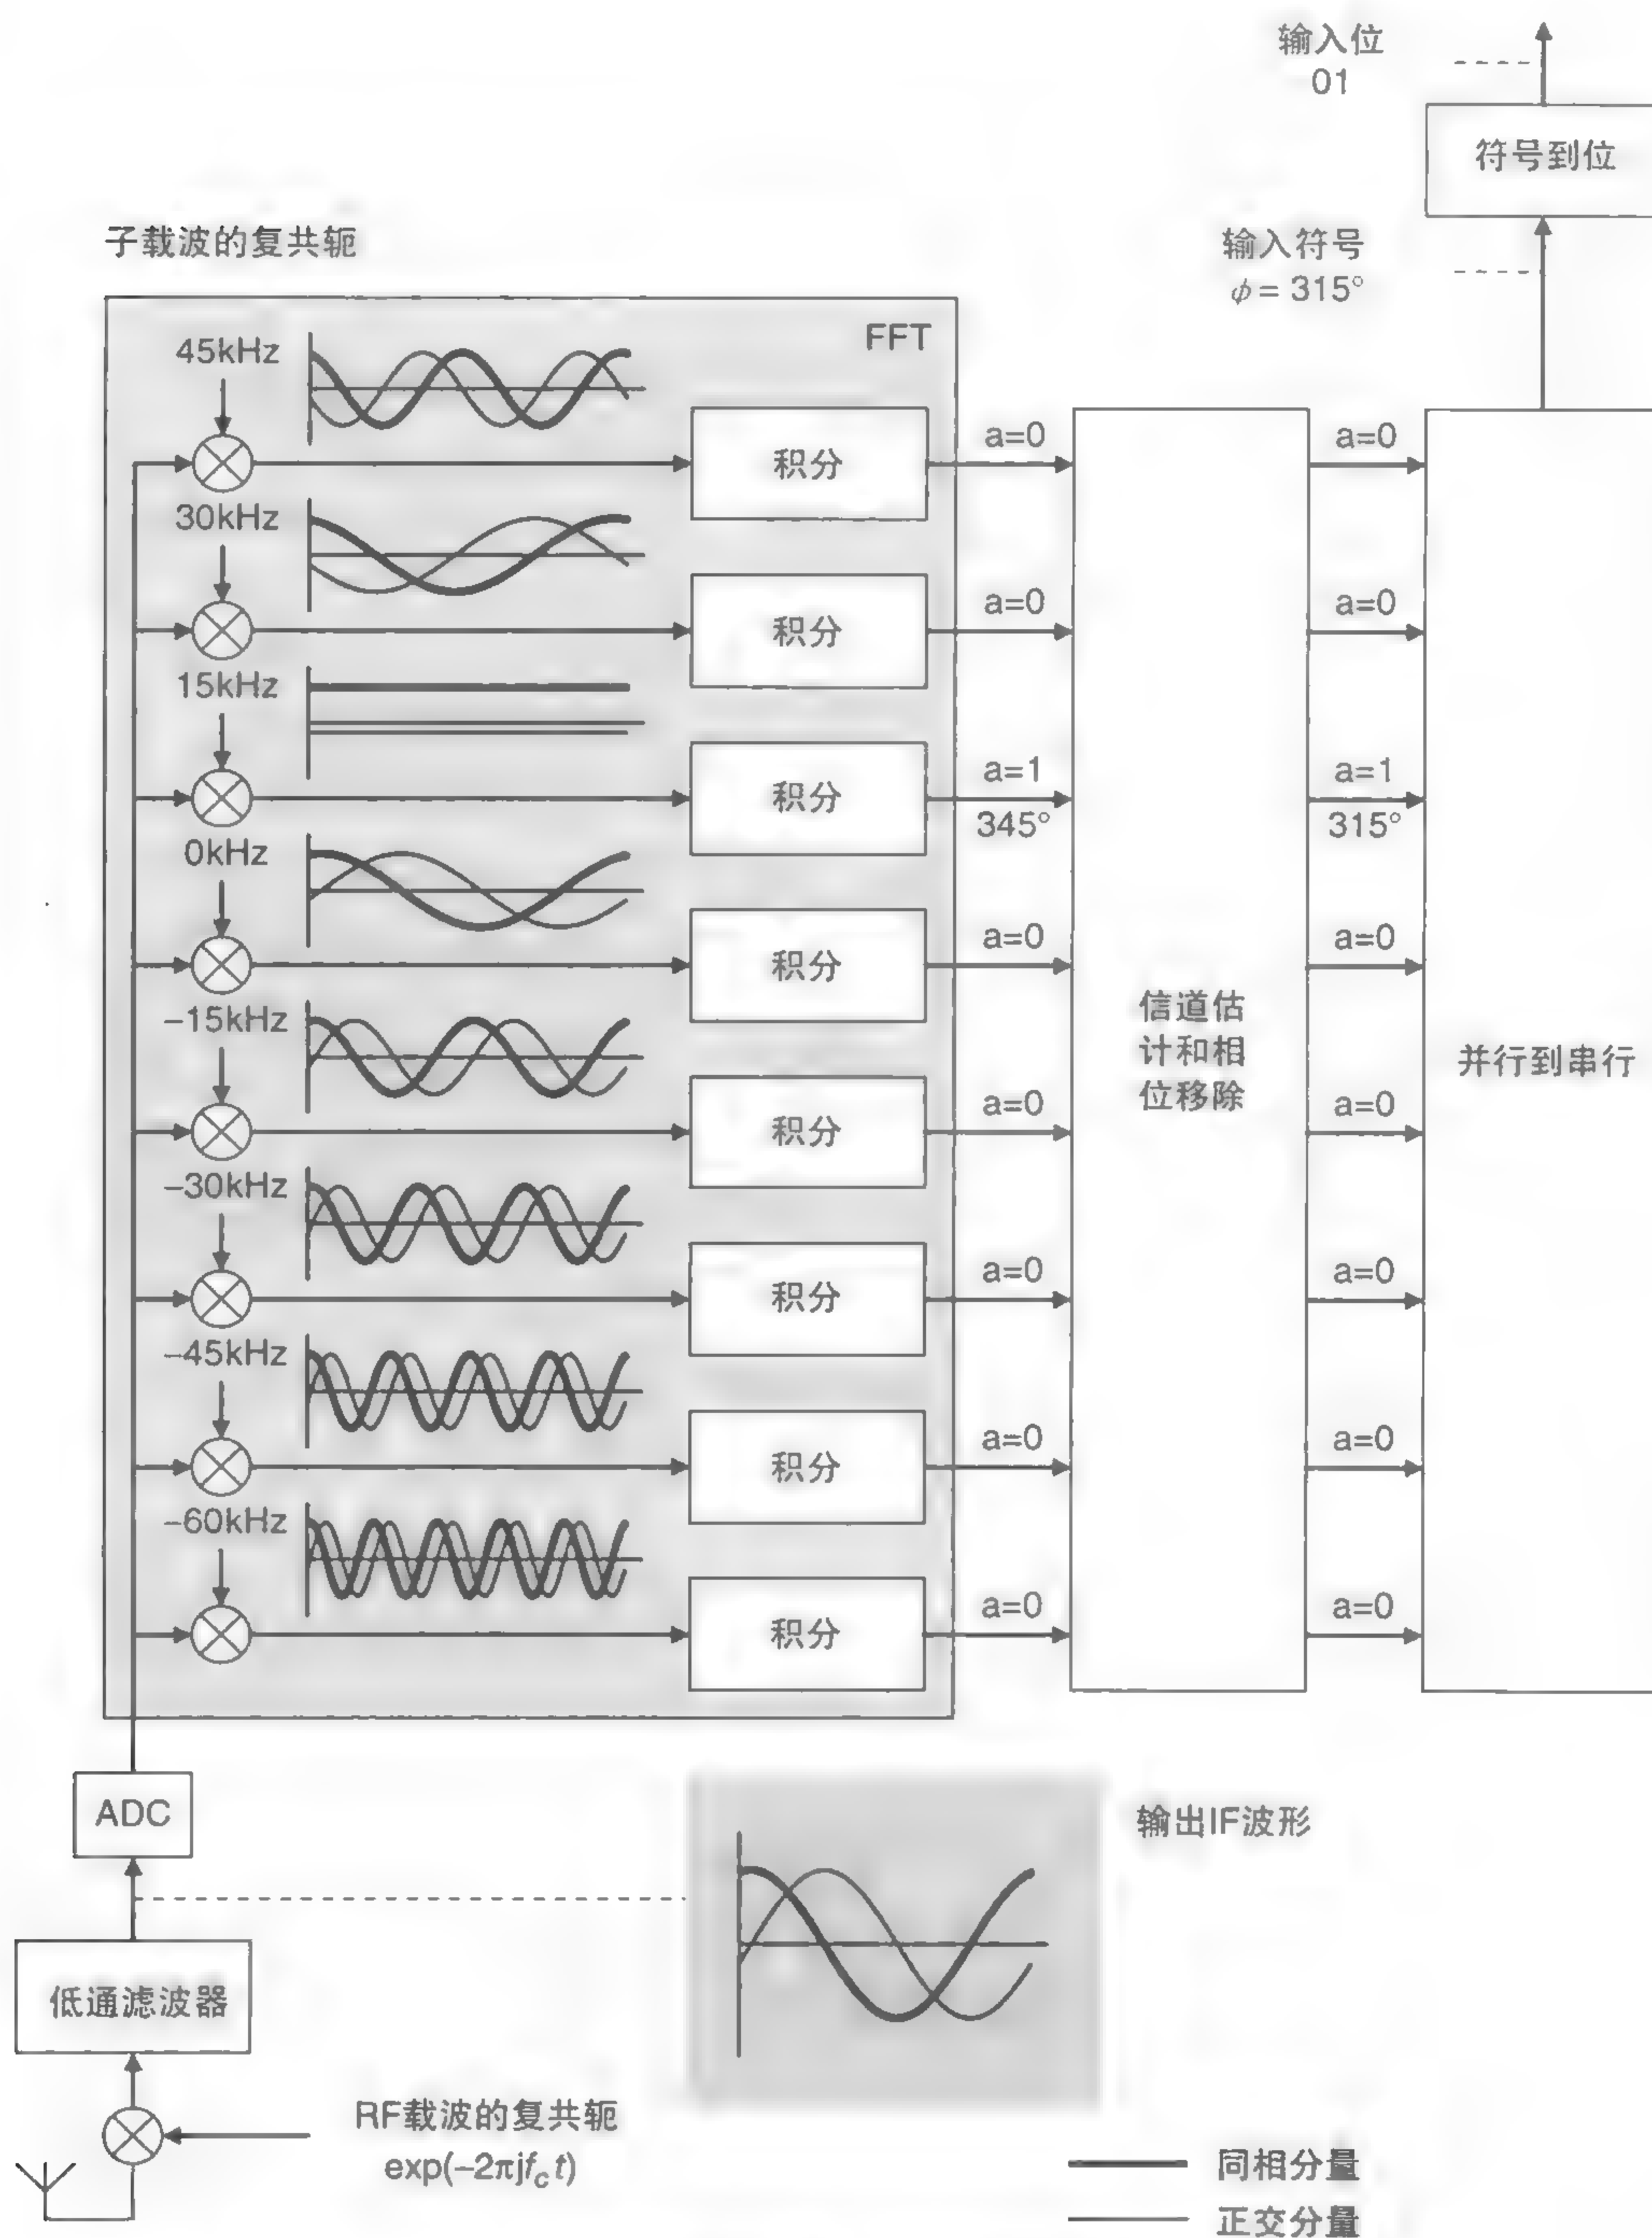 输入位
01
符号到位
子载波的复共轭
输入符号
ϕ = 315°
FFT
45kHz
积分
a=0
a=0
30kHz
积分
a=0
a=0
15kHz
积分
a=1
345°
a=1
315°
0kHz
积分
a=0
a=0
–15kHz
积分
a=0
a=0
–30kHz
积分
a=0
a=0
–45kHz
积分
a=0
a=0
–60kHz
积分
a=0
a=0
信道估
计和相
位移除
并行到串行
ADC
输出IF波形
低通滤波器
RF载波的复共轭
exp(–2πjf_c t)
同相分量
正交分量